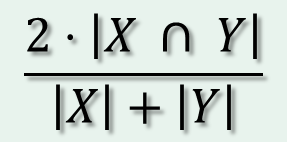 2 · |X ∩ Y|
|X| + |Y|